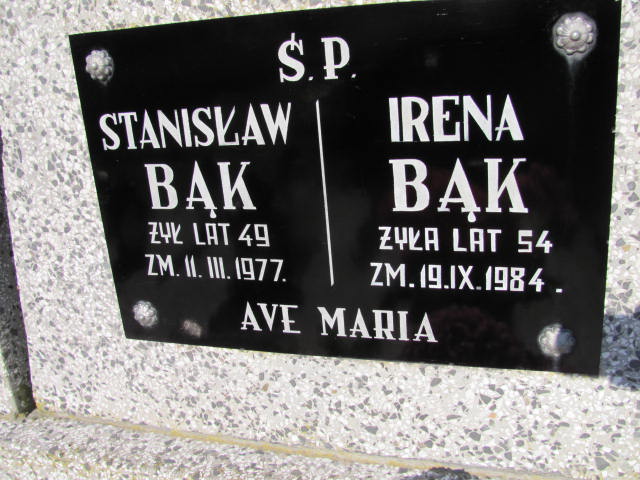 Ś.P.
STANISŁAW
BĄK
ŻYŁ LAT 49
ZM. 11. III. 1977.
IRENA
BĄK
ŻYŁA LAT 54
ZM. 19. IX. 1984.
AVE MARIA